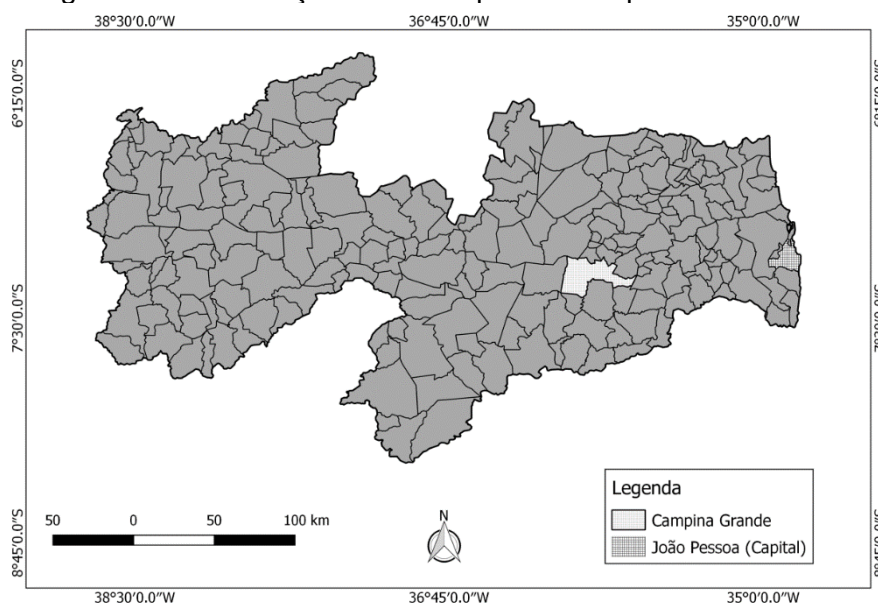 38°30'0.0"W 36°45'0.0"W 35°0'0.0"W
6°15'0.0"S
7°30'0.0"S
8°45'0.0"S
Legenda
Campina Grande
João Pessoa (Capital)
50 0 50 100 km
N
38°30'0.0"W 36°45'0.0"W 35°0'0.0"W